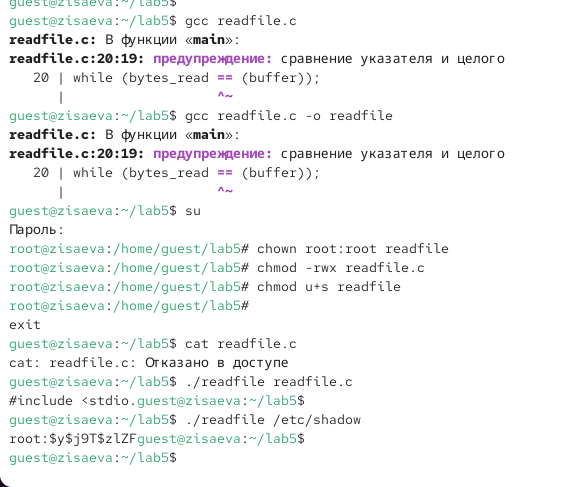 guest@zisaeva:~/lab5$
guest@zisaeva:~/lab5$ gcc readfile.c
readfile.c: В функции «main»:
readfile.c:20:19: предупреждение: сравнение указателя и целого
   20 | while (bytes_read == (buffer));
      |                   ^~
guest@zisaeva:~/lab5$ gcc readfile.c -o readfile
readfile.c: В функции «main»:
readfile.c:20:19: предупреждение: сравнение указателя и целого
   20 | while (bytes_read == (buffer));
      |                   ^~
guest@zisaeva:~/lab5$ su
Пароль:
root@zisaeva:/home/guest/lab5# chown root:root readfile
root@zisaeva:/home/guest/lab5# chmod -rwx readfile.c
root@zisaeva:/home/guest/lab5# chmod u+s readfile
root@zisaeva:/home/guest/lab5#
exit
guest@zisaeva:~/lab5$ cat readfile.c
cat: readfile.c: Отказано в доступе
guest@zisaeva:~/lab5$ ./readfile readfile.c
#include <stdio.guest@zisaeva:~/lab5$
guest@zisaeva:~/lab5$ ./readfile /etc/shadow
root:$y$j9T$zlZFguest@zisaeva:~/lab5$
guest@zisaeva:~/lab5$